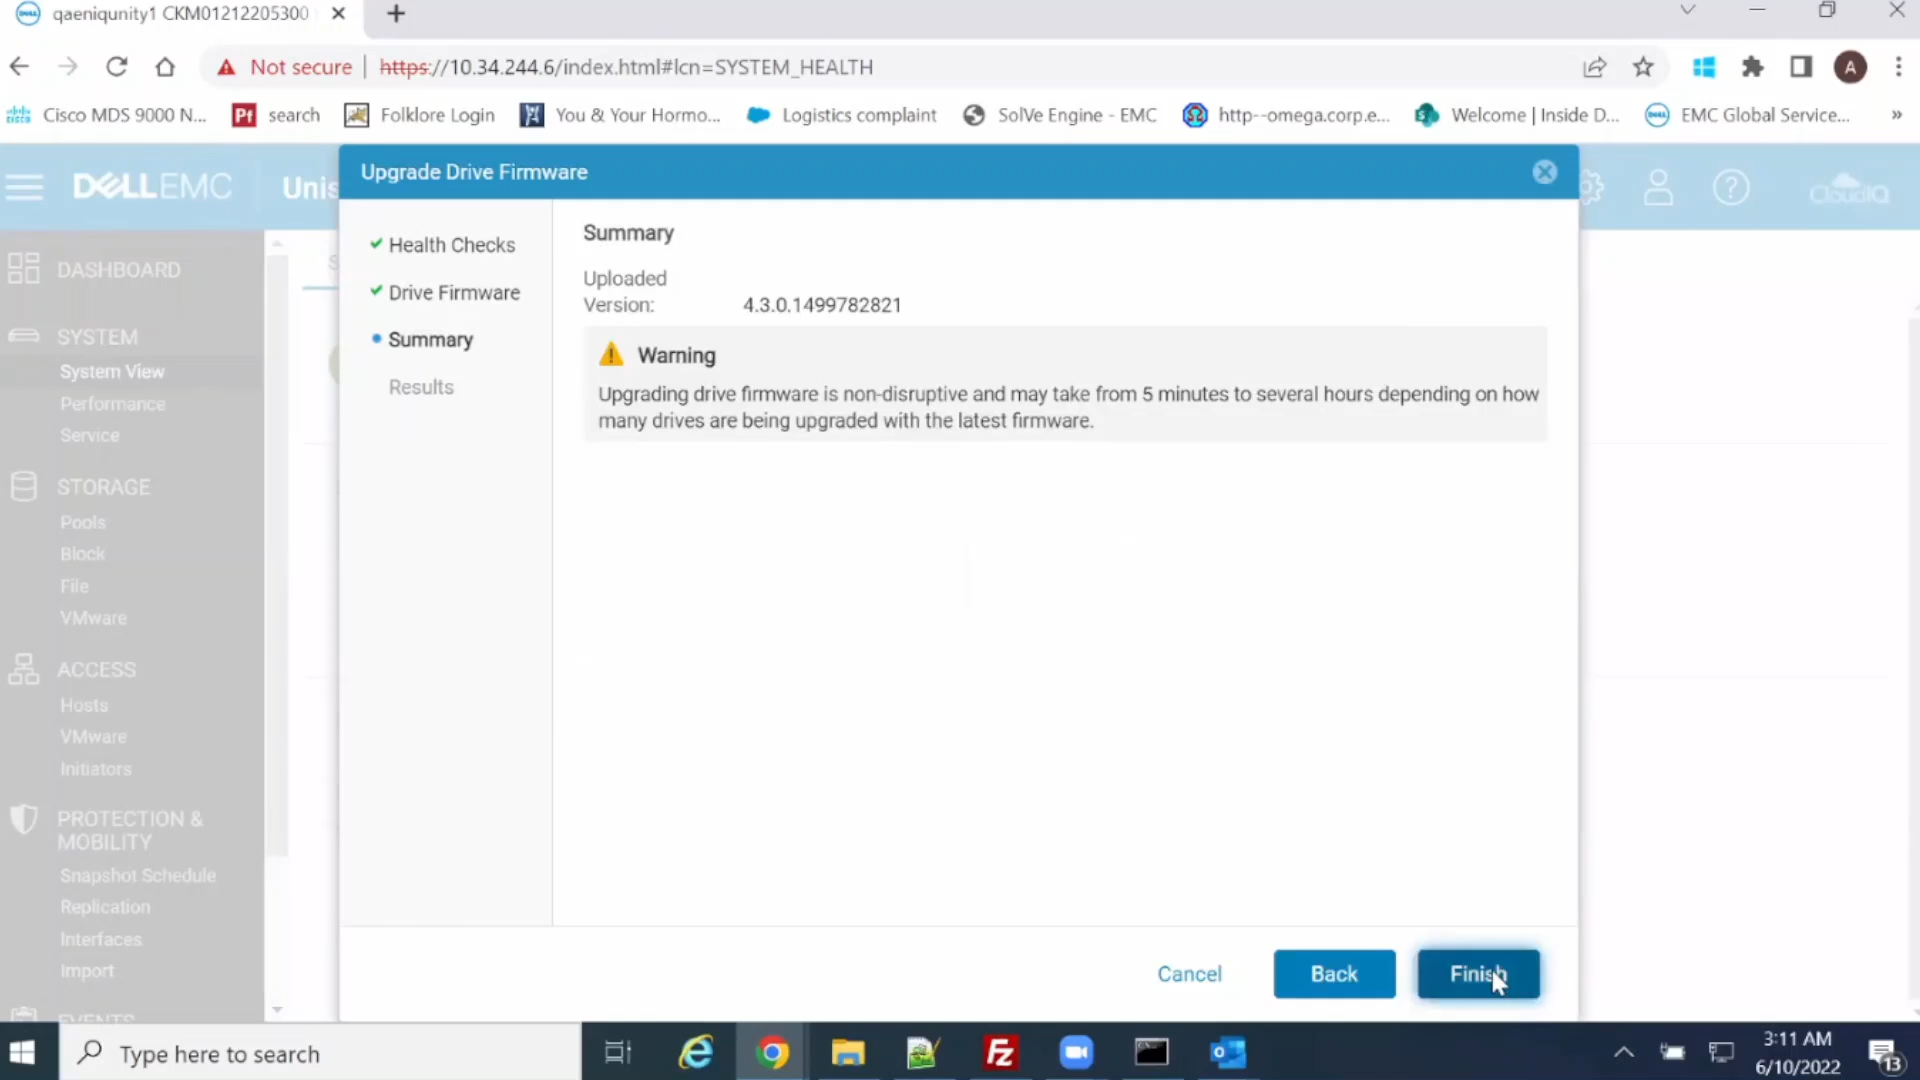 qaeniqunity1 CKM01212205300
Not secure
https://10.34.244.6/index.html#lcn=SYSTEM_HEALTH
A
Cisco MDS 9000 N...
search
Folklore Login
You & Your Hormo...
Logistics complaint
SolVe Engine - EMC
http--omega.corp.e...
Welcome | Inside D...
EMC Global Service...
»
DELLEMC
Unis
CloudIQ
Upgrade Drive Firmware
Health Checks
Drive Firmware
Summary
Results
Summary
Uploaded
Version: 4.3.0.1499782821
Warning
Upgrading drive firmware is non-disruptive and may take from 5 minutes to several hours depending on how
many drives are being upgraded with the latest firmware.
Cancel
Back
Finish
DASHBOARD
SYSTEM
System View
Performance
Service
STORAGE
Pools
Block
File
VMware
ACCESS
Hosts
VMware
Initiators
PROTECTION &
MOBILITY
Snapshot Schedule
Replication
Interfaces
Import
EVENTS
Type here to search
3:11 AM
6/10/2022
13